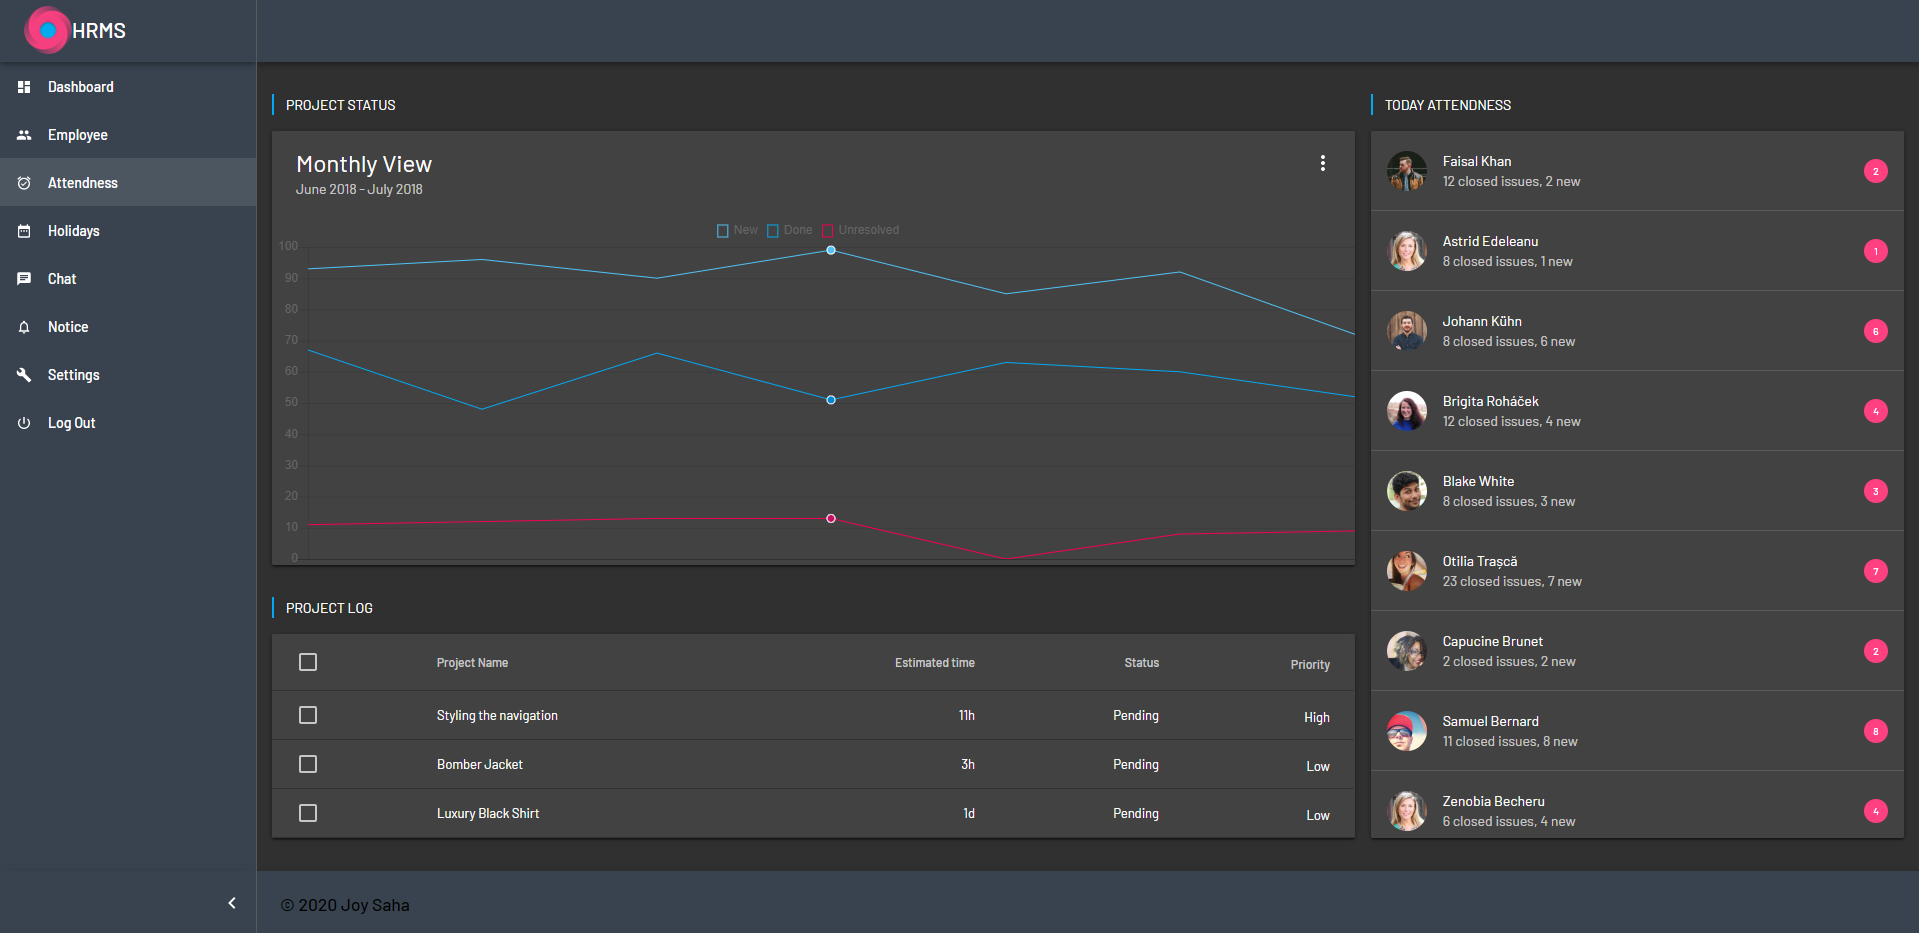 HRMS
Dashboard
Employee
Attendness
Holidays
Chat
Notice
Settings
Log Out
PROJECT STATUS
Monthly View
June 2018 - July 2018
New Done Unresolved
100
90
80
70
60
50
40
30
20
10
0
PROJECT LOG
Project Name Estimated time Status Priority
Styling the navigation 11h Pending High
Bomber Jacket 3h Pending Low
Luxury Black Shirt 1d Pending Low
TODAY ATTENDNESS
Faisal Khan
12 closed issues, 2 new 2
Astrid Edeleanu
8 closed issues, 1 new 1
Johann Kühn
8 closed issues, 6 new 6
Brigita Roháček
12 closed issues, 4 new 4
Blake White
8 closed issues, 3 new 3
Otilia Trașcă
23 closed issues, 7 new 7
Capucine Brunet
2 closed issues, 2 new 2
Samuel Bernard
11 closed issues, 8 new 8
Zenobia Becheru
6 closed issues, 4 new 4
© 2020 Joy Saha